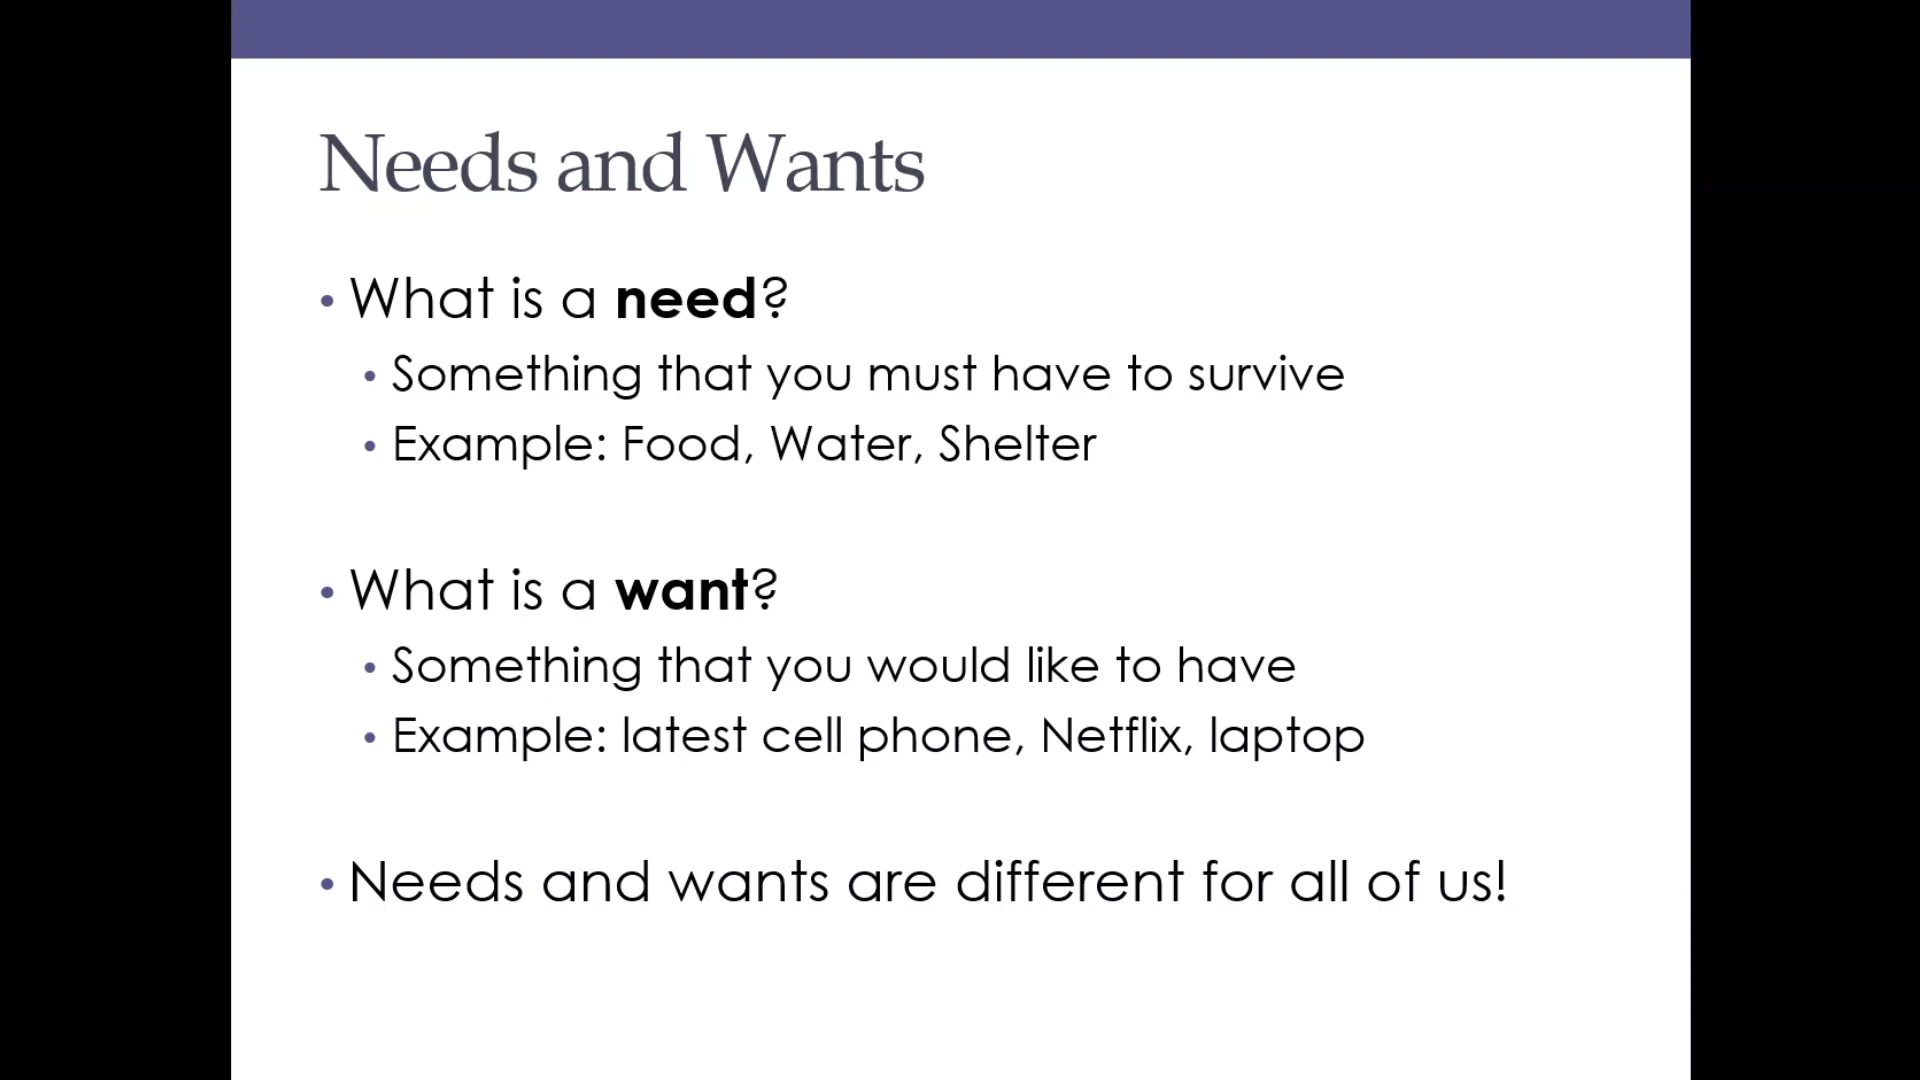 Needs and Wants
• What is a need?
• Something that you must have to survive
• Example: Food, Water, Shelter
• What is a want?
• Something that you would like to have
• Example: latest cell phone, Netflix, laptop
• Needs and wants are different for all of us!